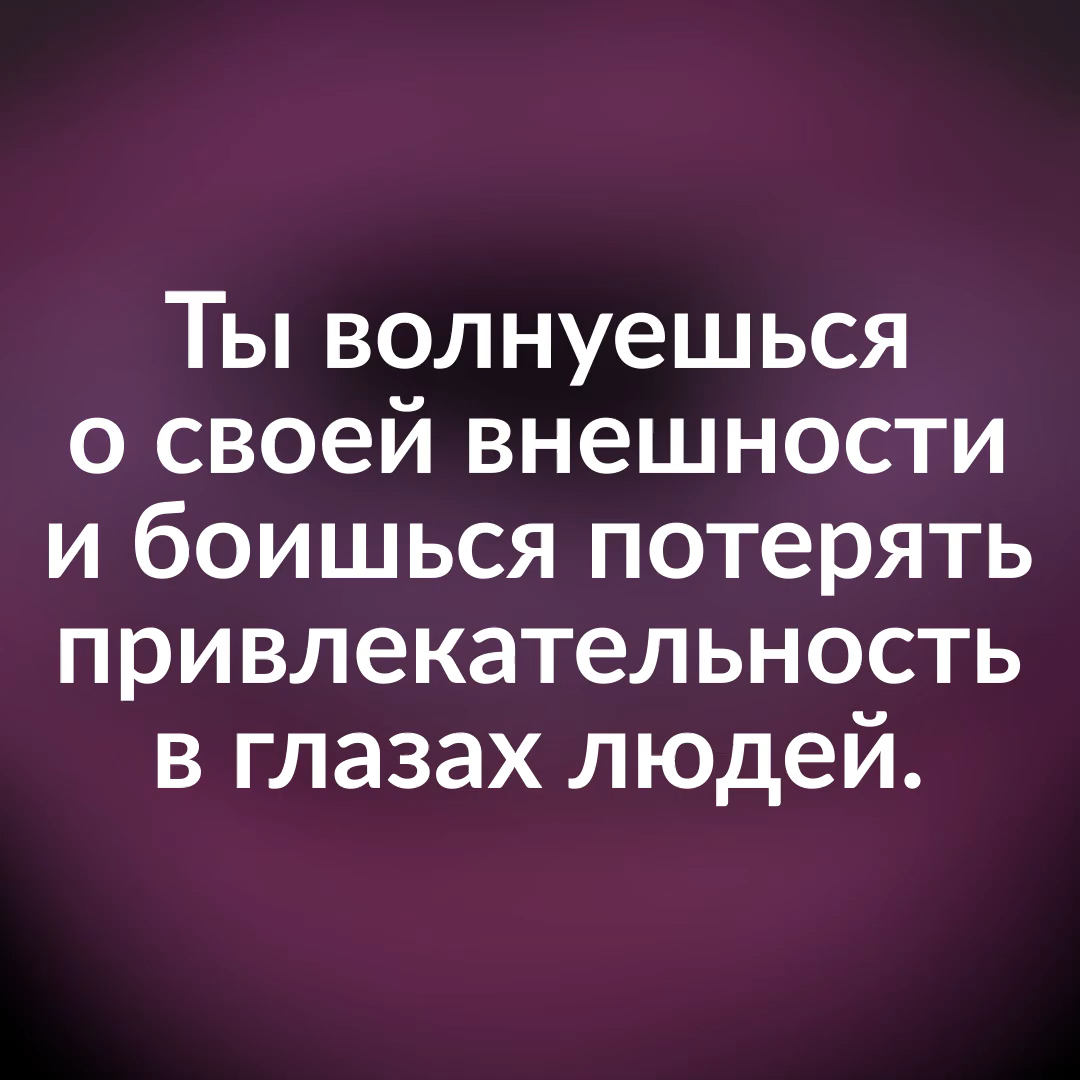 Ты волнуешься
о своей внешности
и боишься потерять
привлекательность
в глазах людей.